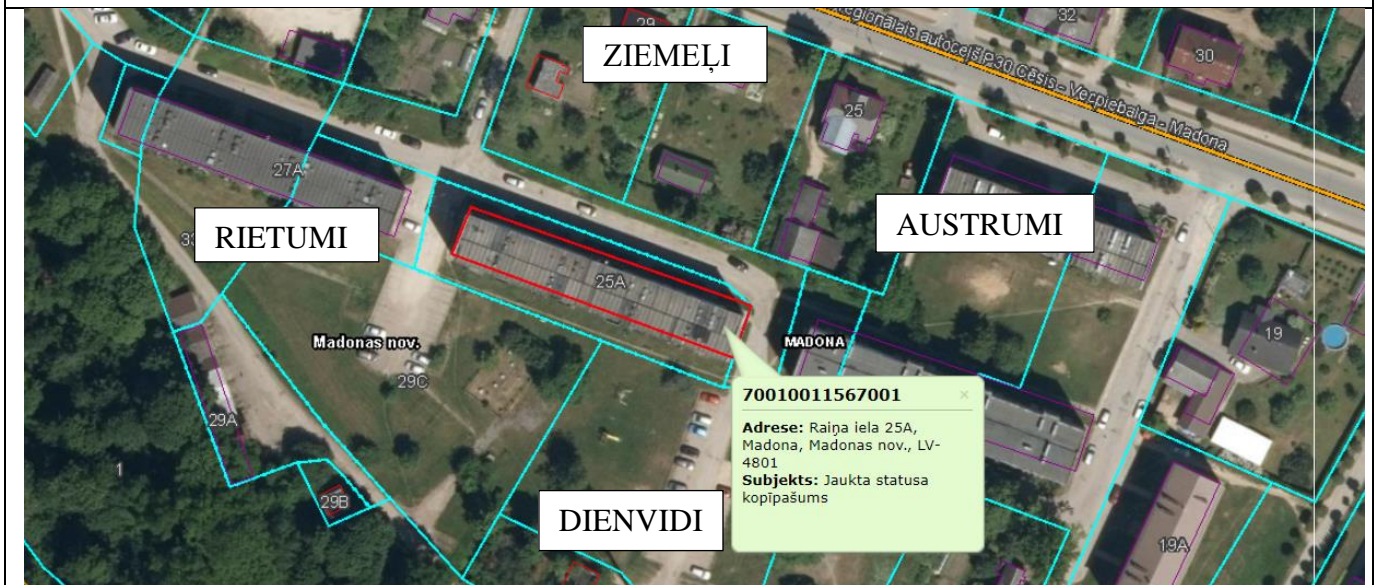 29
32
ZIEMEĻI
Reģionālais autoceļš P30 Cēsis - Vecpiebalga - Madona
30
25
27A
AUSTRUMI
RIETUMI
33
25A
19
Madonas nov.
MADONA
29C
70010011567001 ×
Adrese: Raiņa iela 25A,
Madona, Madonas nov., LV-
4801
Subjekts: Jaukta statusa
kopīpašums
29A
1
29B
DIENVIDI
19A